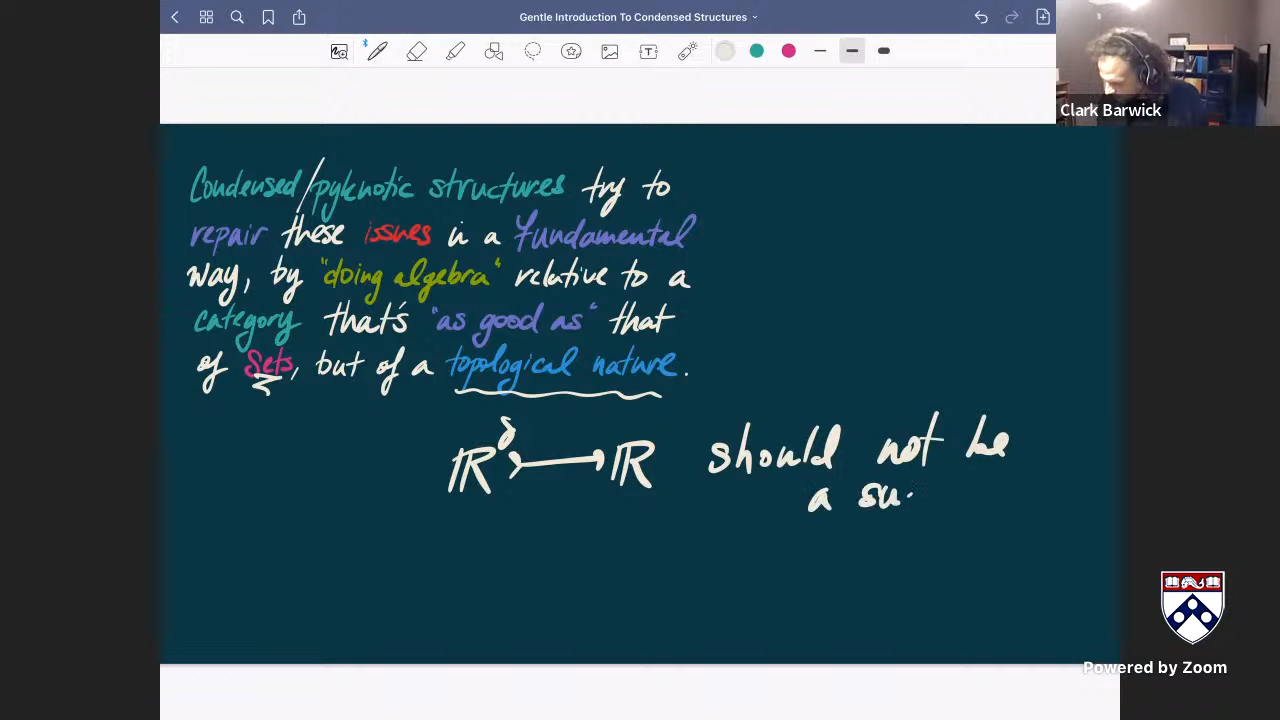 Gentle Introduction To Condensed Structures
Clark Barwick
Condensed/pyknotic structures try to
repair these issues in a fundamental
way, by "doing algebra" relative to a
category that's "as good as" that
of Sets, but of a topological nature.
ℝ^δ ↣ ℝ should not be
a su
Powered by Zoom